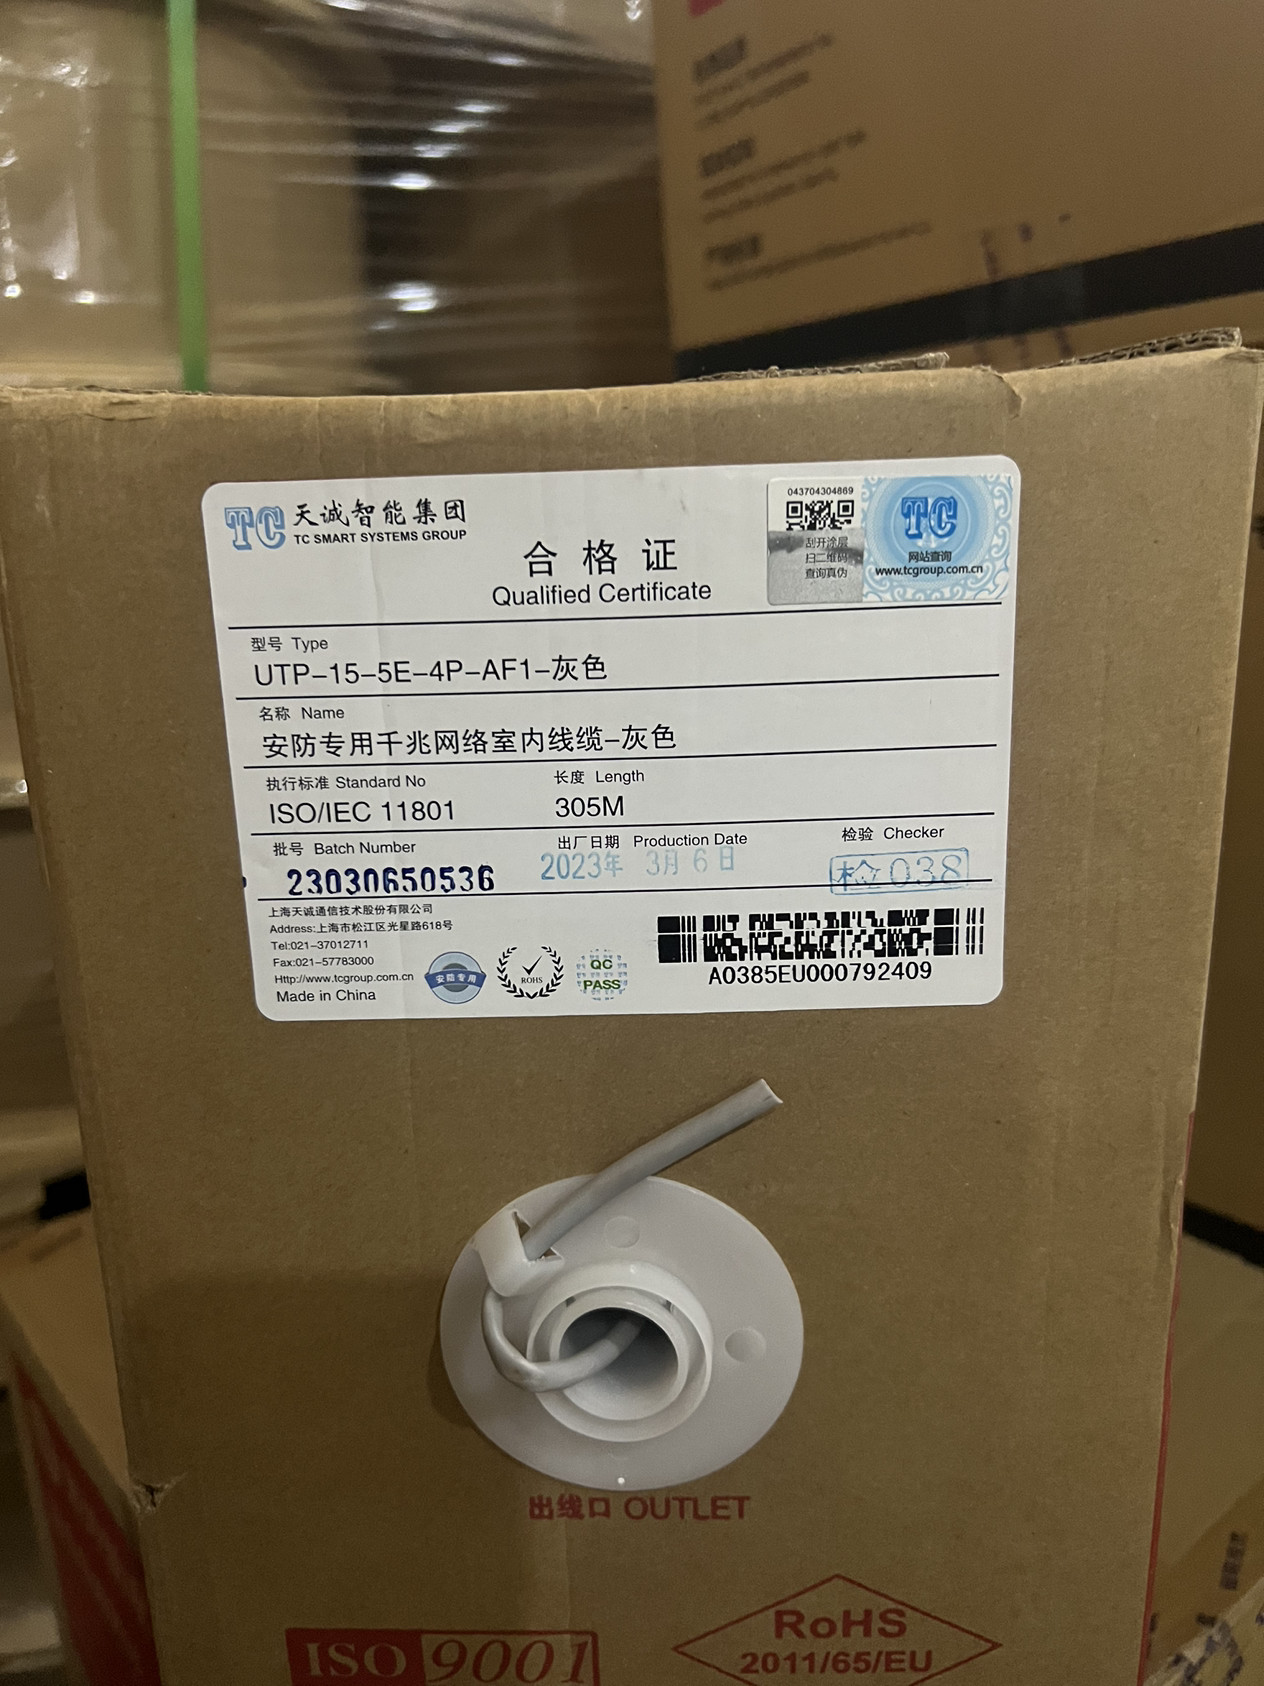 TC 天诚智能集团
TC SMART SYSTEMS GROUP
合格证
Qualified Certificate
043704304869
刮开涂层
扫二维码
查询真伪
TC
网站查询
www.tcgroup.com.cn
型号 Type
UTP-15-5E-4P-AF1-灰色
名称 Name
安防专用千兆网络室内线缆-灰色
执行标准 Standard No
长度 Length
ISO/IEC 11801
305M
批号 Batch Number
出厂日期 Production Date
检验 Checker
23030650536
2023年 3月 6日
检 038
上海天诚通信技术股份有限公司
Address:上海市松江区光星路618号
Tel:021-37012711
Fax:021-57783000
Http://www.tcgroup.com.cn
Made in China
安防专用
ROHS
QC
PASS
A0385EU000792409
出线口 OUTLET
ISO 9001
RoHS
2011/65/EU